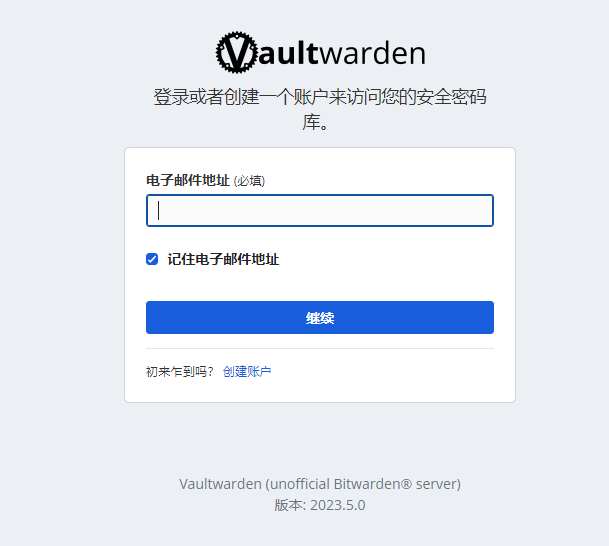 Vaultwarden
登录或者创建一个账户来访问您的安全密码
库。
电子邮件地址 (必填)
记住电子邮件地址
继续
初来乍到吗? 创建账户
Vaultwarden (unofficial Bitwarden® server)
版本: 2023.5.0